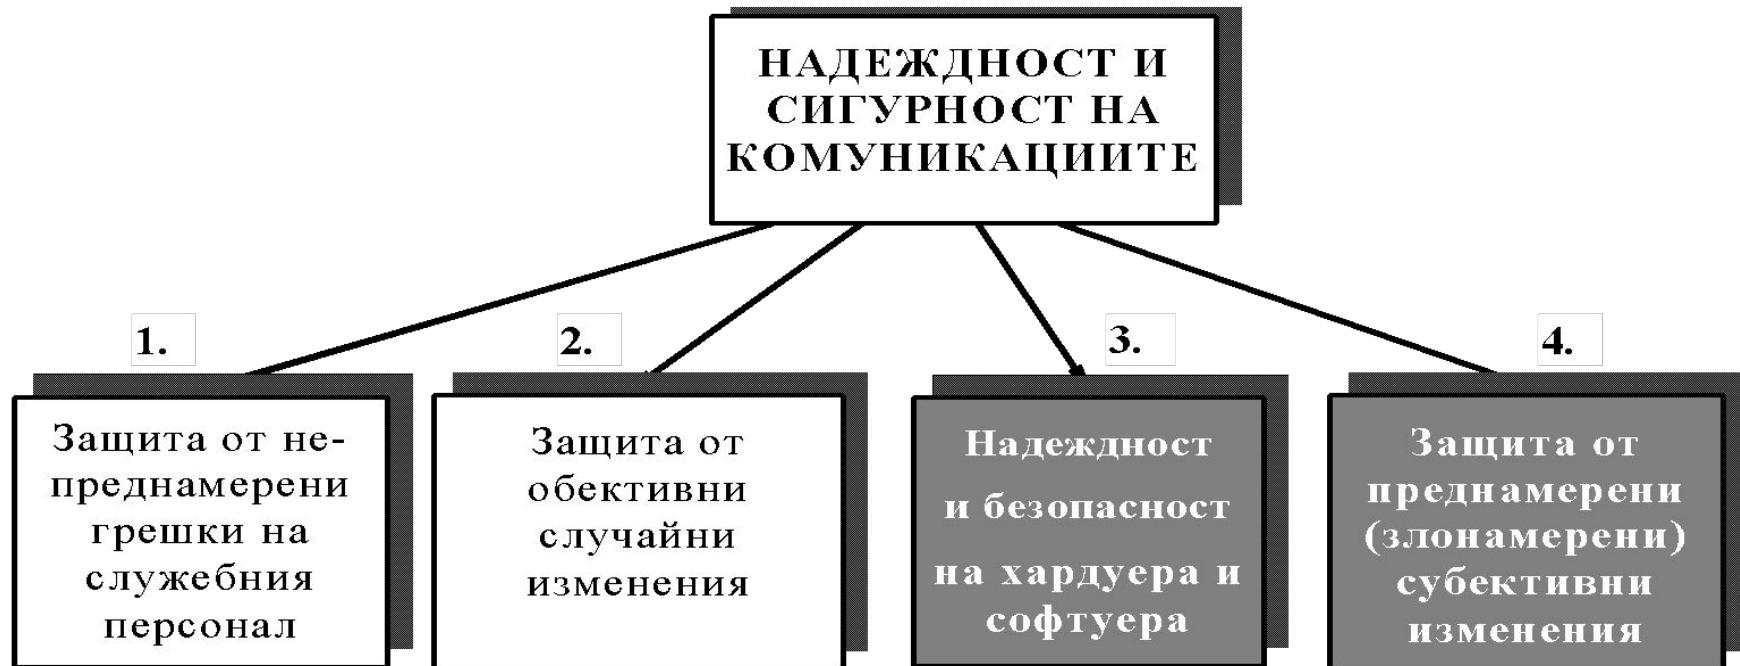 НАДЕЖДНОСТ И
СИГУРНОСТ НА
КОМУНИКАЦИИТЕ
1.
Защита от не-
преднамерени
грешки на
служебния
персонал
2.
Защита от
обективни
случайни
изменения
3.
Надеждност
и безопасност
на хардуера и
софтуера
4.
Защита от
преднамерени
(злонамерени)
субективни
изменения